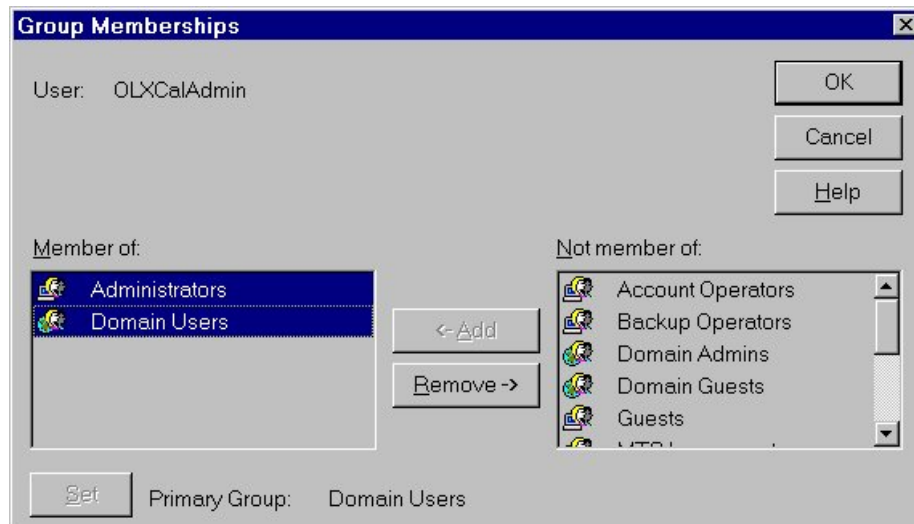 Group Memberships
User: OLXCalAdmin
OK
Cancel
Help
Member of:
Administrators
Domain Users
<-Add
Remove->
Not member of:
Account Operators
Backup Operators
Domain Admins
Domain Guests
Guests
Set
Primary Group: Domain Users